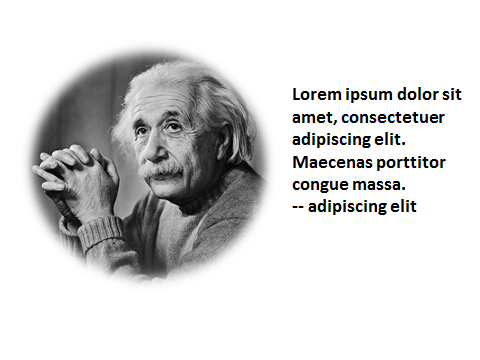 Lorem ipsum dolor sit
amet, consectetuer
adipiscing elit.
Maecenas porttitor
congue massa.
-- adipiscing elit